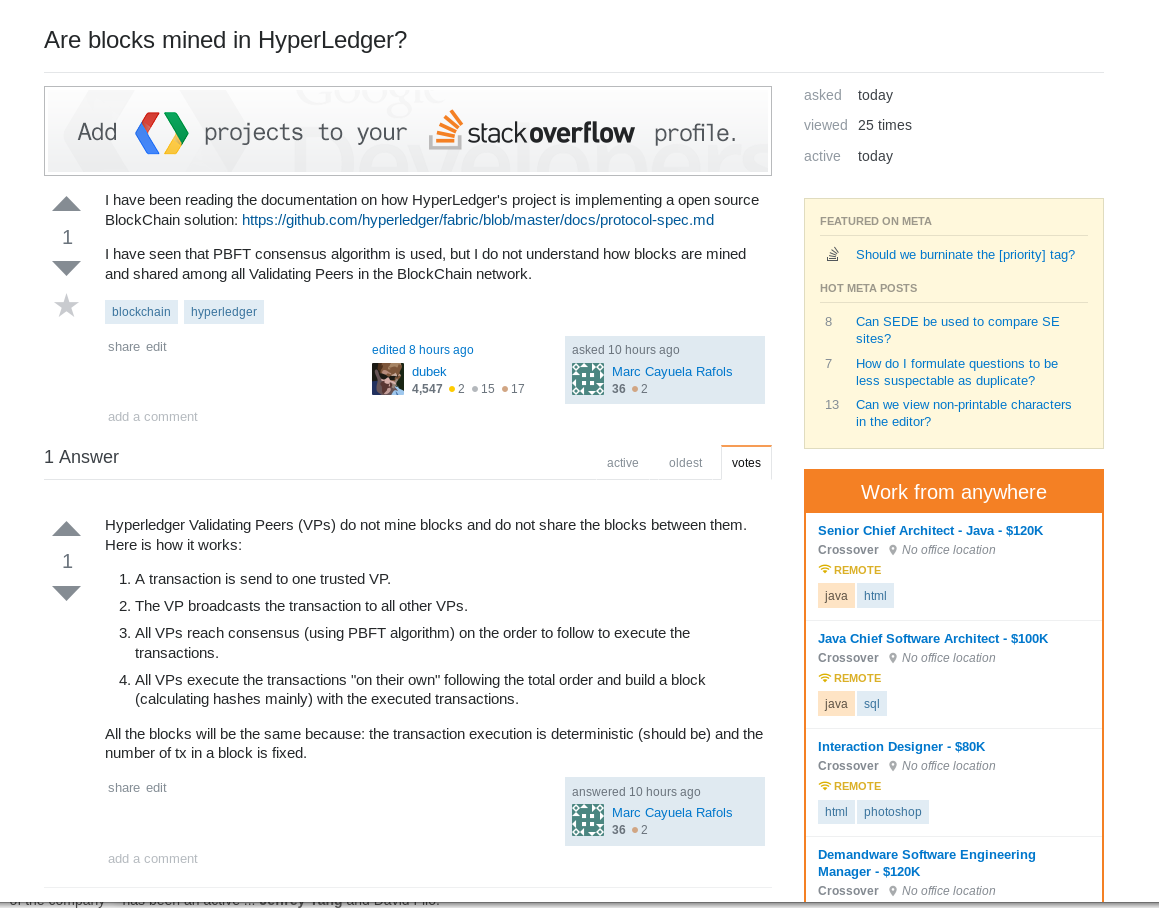 Are blocks mined in HyperLedger?
Google
Developers
Add projects to your stackoverflow profile.
I have been reading the documentation on how HyperLedger's project is implementing a open source
BlockChain solution: https://github.com/hyperledger/fabric/blob/master/docs/protocol-spec.md
1
I have seen that PBFT consensus algorithm is used, but I do not understand how blocks are mined
and shared among all Validating Peers in the BlockChain network.
blockchain hyperledger
share edit
edited 8 hours ago
dubek
4,547 2 15 17
asked 10 hours ago
Marc Cayuela Rafols
36 2
add a comment
1 Answer
active oldest votes
Hyperledger Validating Peers (VPs) do not mine blocks and do not share the blocks between them.
Here is how it works:
1
1. A transaction is send to one trusted VP.
2. The VP broadcasts the transaction to all other VPs.
3. All VPs reach consensus (using PBFT algorithm) on the order to follow to execute the
transactions.
4. All VPs execute the transactions "on their own" following the total order and build a block
(calculating hashes mainly) with the executed transactions.
All the blocks will be the same because: the transaction execution is deterministic (should be) and the
number of tx in a block is fixed.
share edit
answered 10 hours ago
Marc Cayuela Rafols
36 2
add a comment
asked today
viewed 25 times
active today
FEATURED ON META
Should we burninate the [priority] tag?
HOT META POSTS
8 Can SEDE be used to compare SE
sites?
7 How do I formulate questions to be
less suspectable as duplicate?
13 Can we view non-printable characters
in the editor?
Work from anywhere
Senior Chief Architect - Java - $120K
Crossover No office location
REMOTE
java html
Java Chief Software Architect - $100K
Crossover No office location
REMOTE
java sql
Interaction Designer - $80K
Crossover No office location
REMOTE
html photoshop
Demandware Software Engineering
Manager - $120K
Crossover No office location